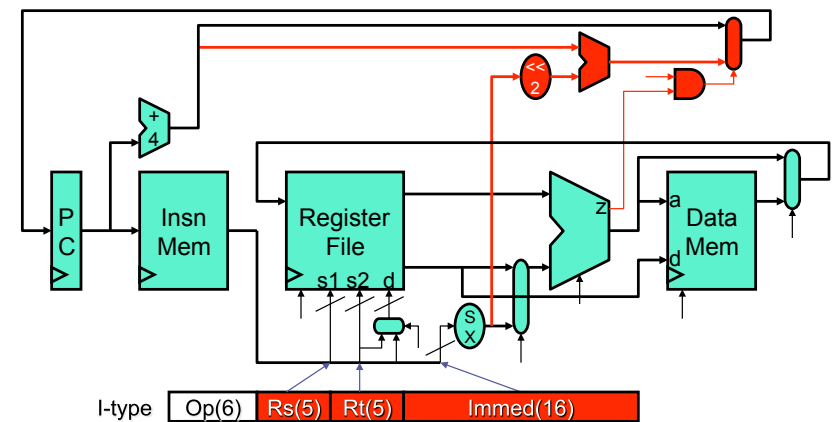 <<
2
+
4
P
C
Insn
Mem
Register
File
s1 s2 d
S
X
z
a
d
Data
Mem
I-type Op(6) Rs(5) Rt(5) Immed(16)